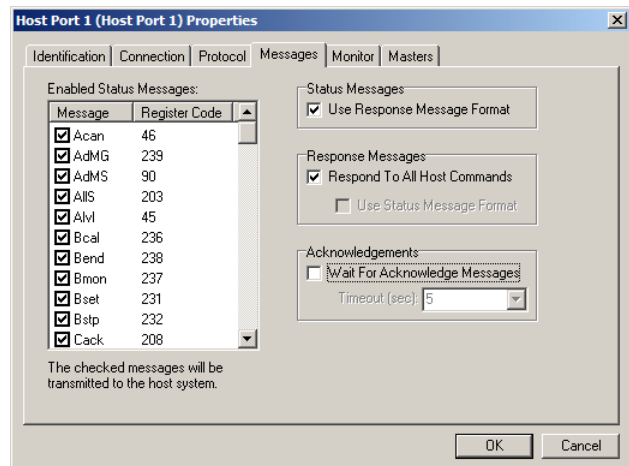 Host Port 1 (Host Port 1) Properties
Identification Connection Protocol Messages Monitor Masters
Enabled Status Messages:
Message Register Code
Acan 46
AdMG 239
AdMS 90
AllS 203
Alvl 45
Bcal 236
Bend 238
Bmon 237
Bset 231
Bstp 232
Cack 208
The checked messages will be
transmitted to the host system.
Status Messages
Use Response Message Format
Response Messages
Respond To All Host Commands
Use Status Message Format
Acknowledgements
Wait For Acknowledge Messages
Timeout (sec): 5
OK Cancel